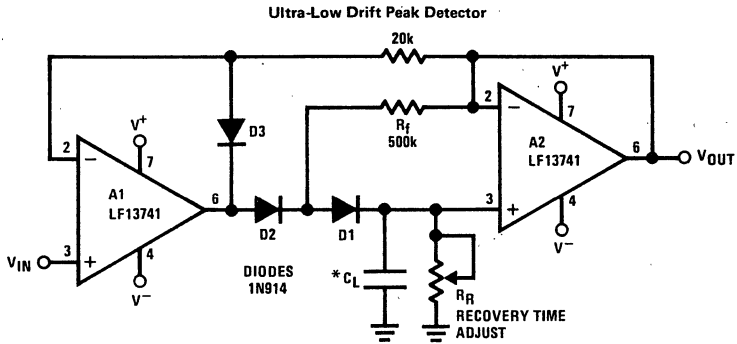 Ultra-Low Drift Peak Detector
20k
Rf
500k
D3
V+
7
2
−
A1
LF13741
6
3
+
4
V−
VIN
D2
D1
DIODES
1N914
*CL
RR
RECOVERY TIME
ADJUST
V+
7
2
−
A2
LF13741
6
VOUT
3
+
4
V−